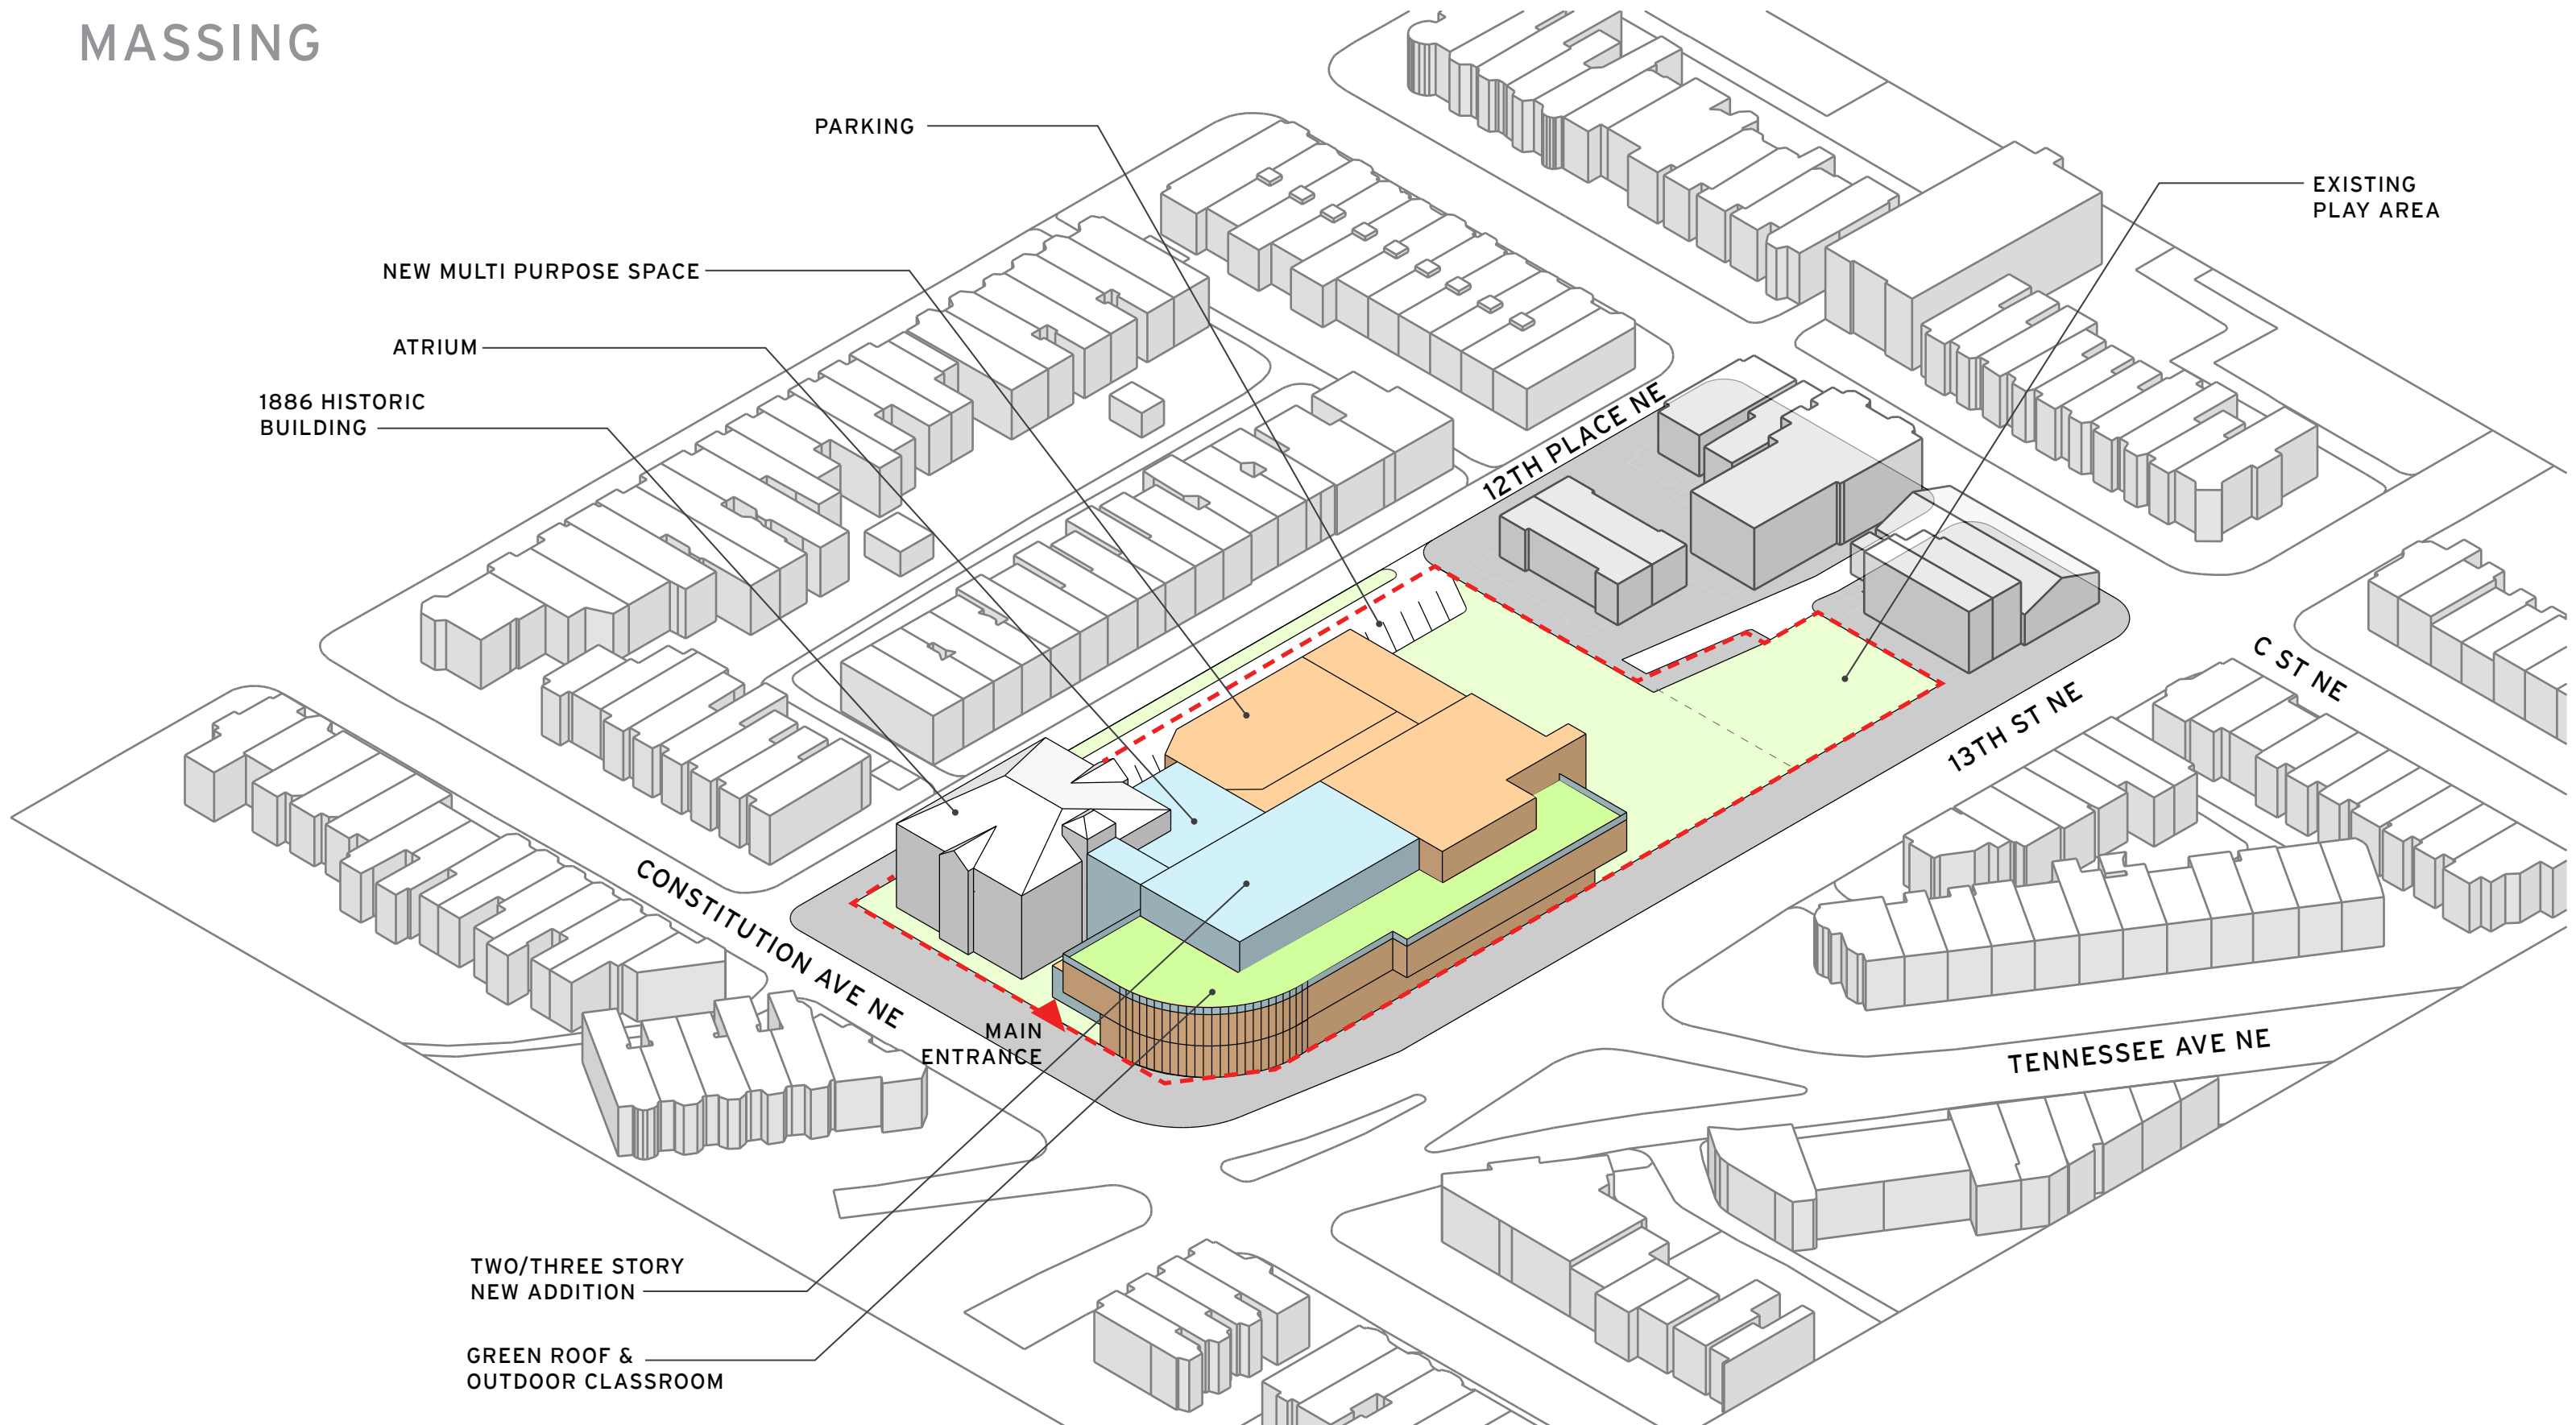 MASSING
PARKING
EXISTING
PLAY AREA
NEW MULTI PURPOSE SPACE
ATRIUM
1886 HISTORIC
BUILDING
12TH PLACE NE
C ST NE
13TH ST NE
CONSTITUTION AVE NE
MAIN
ENTRANCE
TENNESSEE AVE NE
TWO/THREE STORY
NEW ADDITION
GREEN ROOF &
OUTDOOR CLASSROOM